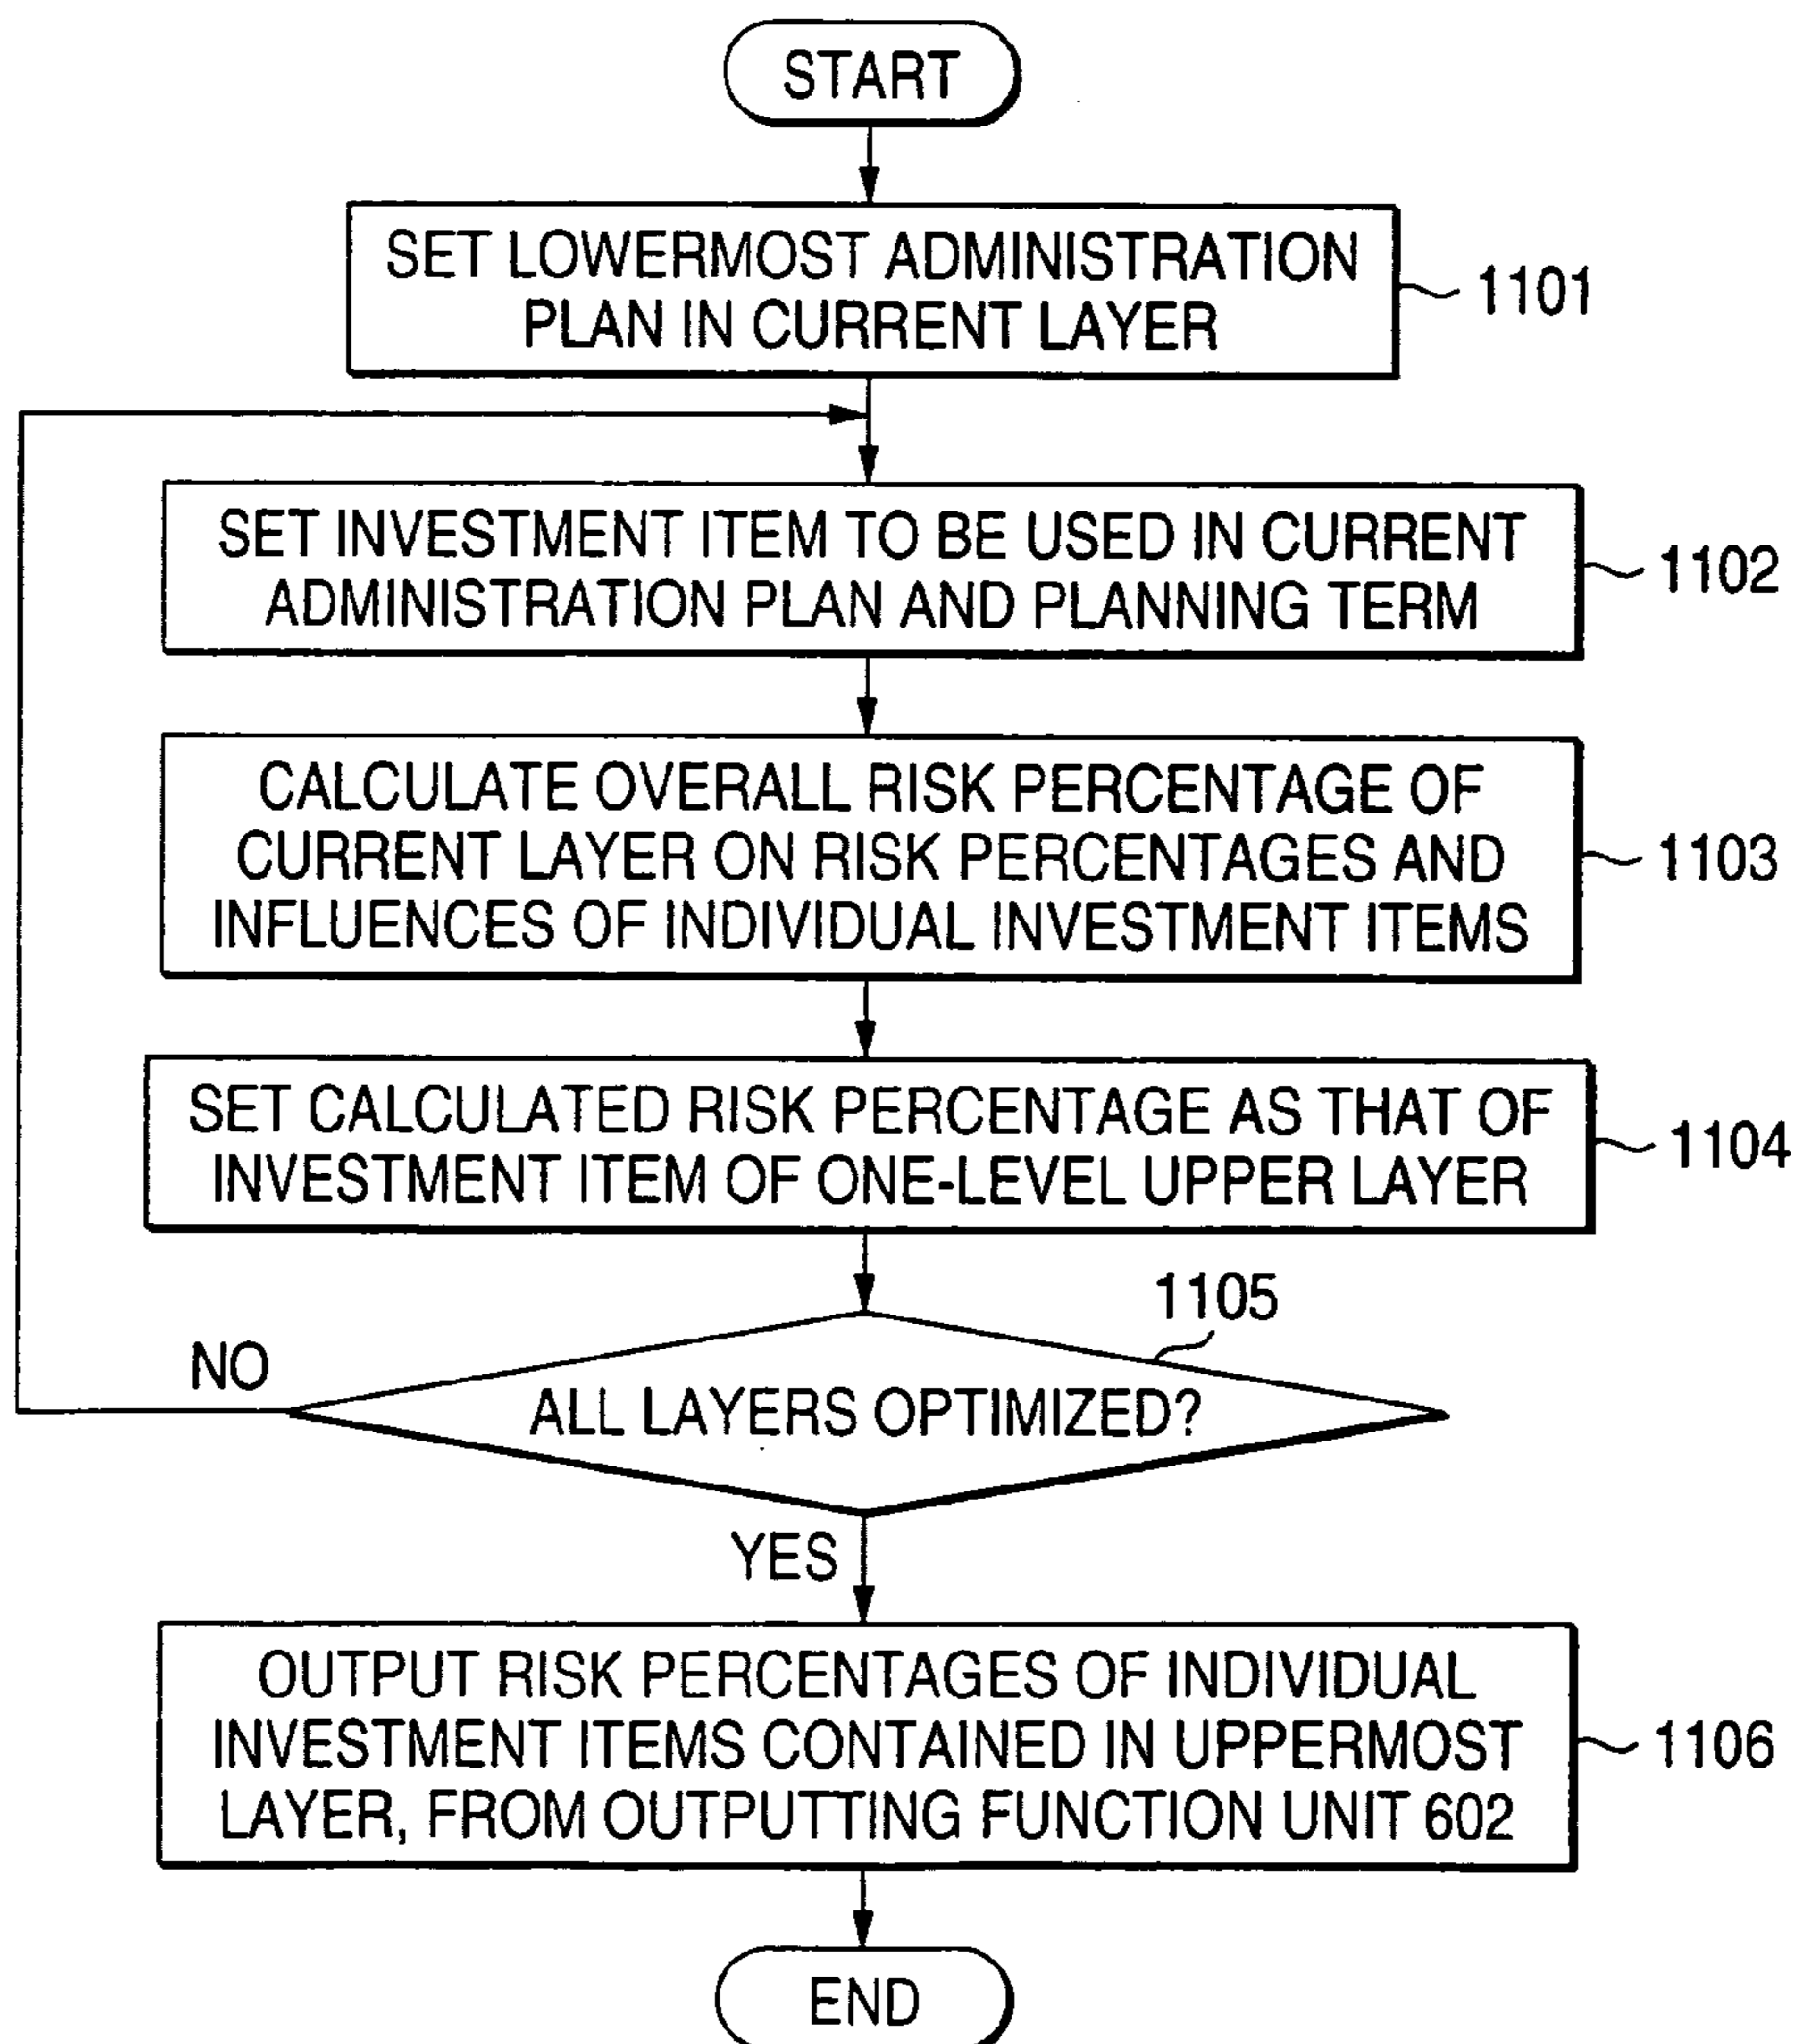 START
SET LOWERMOST ADMINISTRATION
PLAN IN CURRENT LAYER
1101
SET INVESTMENT ITEM TO BE USED IN CURRENT
ADMINISTRATION PLAN AND PLANNING TERM
1102
CALCULATE OVERALL RISK PERCENTAGE OF
CURRENT LAYER ON RISK PERCENTAGES AND
INFLUENCES OF INDIVIDUAL INVESTMENT ITEMS
1103
SET CALCULATED RISK PERCENTAGE AS THAT OF
INVESTMENT ITEM OF ONE-LEVEL UPPER LAYER
1104
1105
NO
ALL LAYERS OPTIMIZED?
YES
OUTPUT RISK PERCENTAGES OF INDIVIDUAL
INVESTMENT ITEMS CONTAINED IN UPPERMOST
LAYER, FROM OUTPUTTING FUNCTION UNIT 602
1106
END